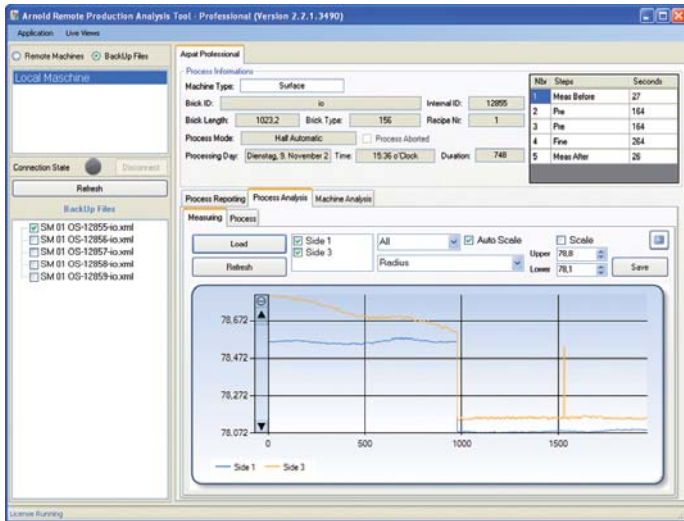 Arnold Remote Production Analysis Tool - Professional (Version 2.2.1.3490)
Application Live Views
Remote Machines BackUp Files
Local Maschine
Connection State Disconnect
Refresh
BackUp Files
SM 01 OS-12855-io.xml
SM 01 OS-12856-io.xml
SM 01 OS-12857-io.xml
SM 01 OS-12858-io.xml
SM 01 OS-12859-io.xml
Arpat Professional
Process Informations
Machine Type: Surface
Brick ID: io Internal ID: 12855
Brick Length: 1023,2 Brick Type: 156 Recipe Nr: 1
Process Mode: Half Automatic Process Aborted
Processing Day: Dienstag, 9. November 2 Time: 15:36 o'Clock Duration: 748
Nbr Steps Seconds
1 Meas Before 27
2 Pre 164
3 Pre 164
4 Fine 264
5 Meas After 26
Process Reporting Process Analysis Machine Analysis
Measuring Process
Load Side 1 All Auto Scale Scale
Side 3 Upper 78,8
Refresh Radius Lower 78,1 Save
78,672
78,472
78,272
78,072
0 500 1000 1500
Side 1 Side 3
License Running